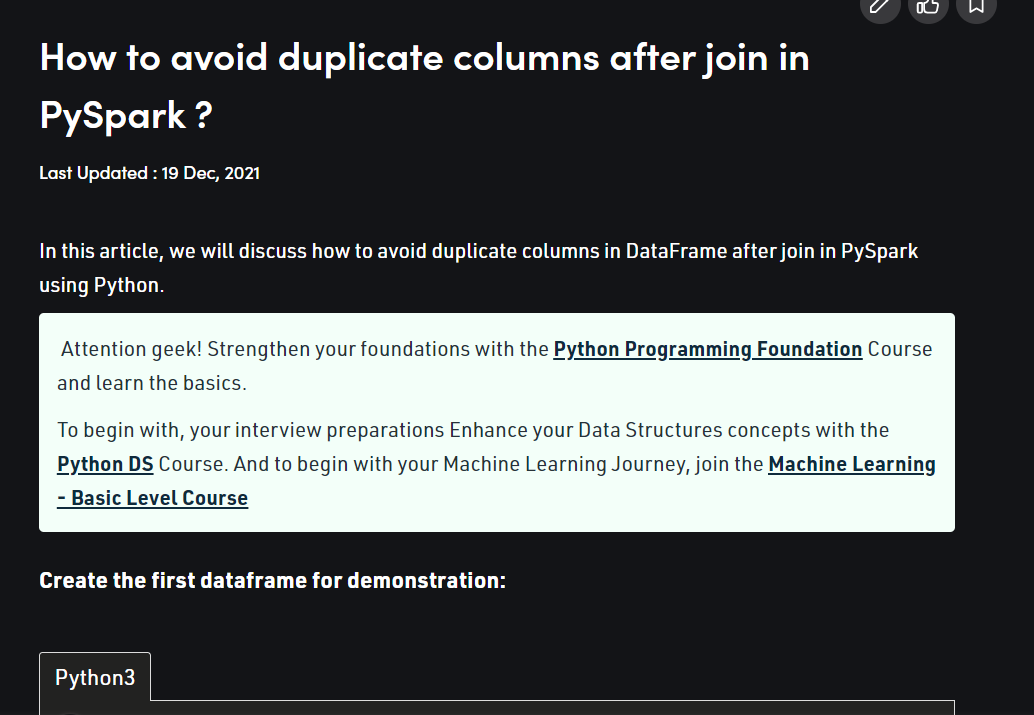 How to avoid duplicate columns after join in
PySpark ?
Last Updated : 19 Dec, 2021
In this article, we will discuss how to avoid duplicate columns in DataFrame after join in PySpark
using Python.
Attention geek! Strengthen your foundations with the Python Programming Foundation Course
and learn the basics.
To begin with, your interview preparations Enhance your Data Structures concepts with the
Python DS Course. And to begin with your Machine Learning Journey, join the Machine Learning
- Basic Level Course
Create the first dataframe for demonstration:
Python3